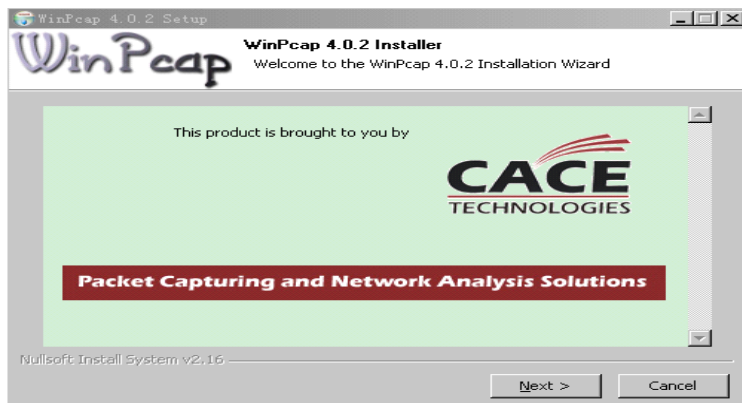 WinPcap 4.0.2 Setup
WinPcap
WinPcap 4.0.2 Installer
Welcome to the WinPcap 4.0.2 Installation Wizard
This product is brought to you by
CACE
TECHNOLOGIES
Packet Capturing and Network Analysis Solutions
Nullsoft Install System v2.16
Next >
Cancel